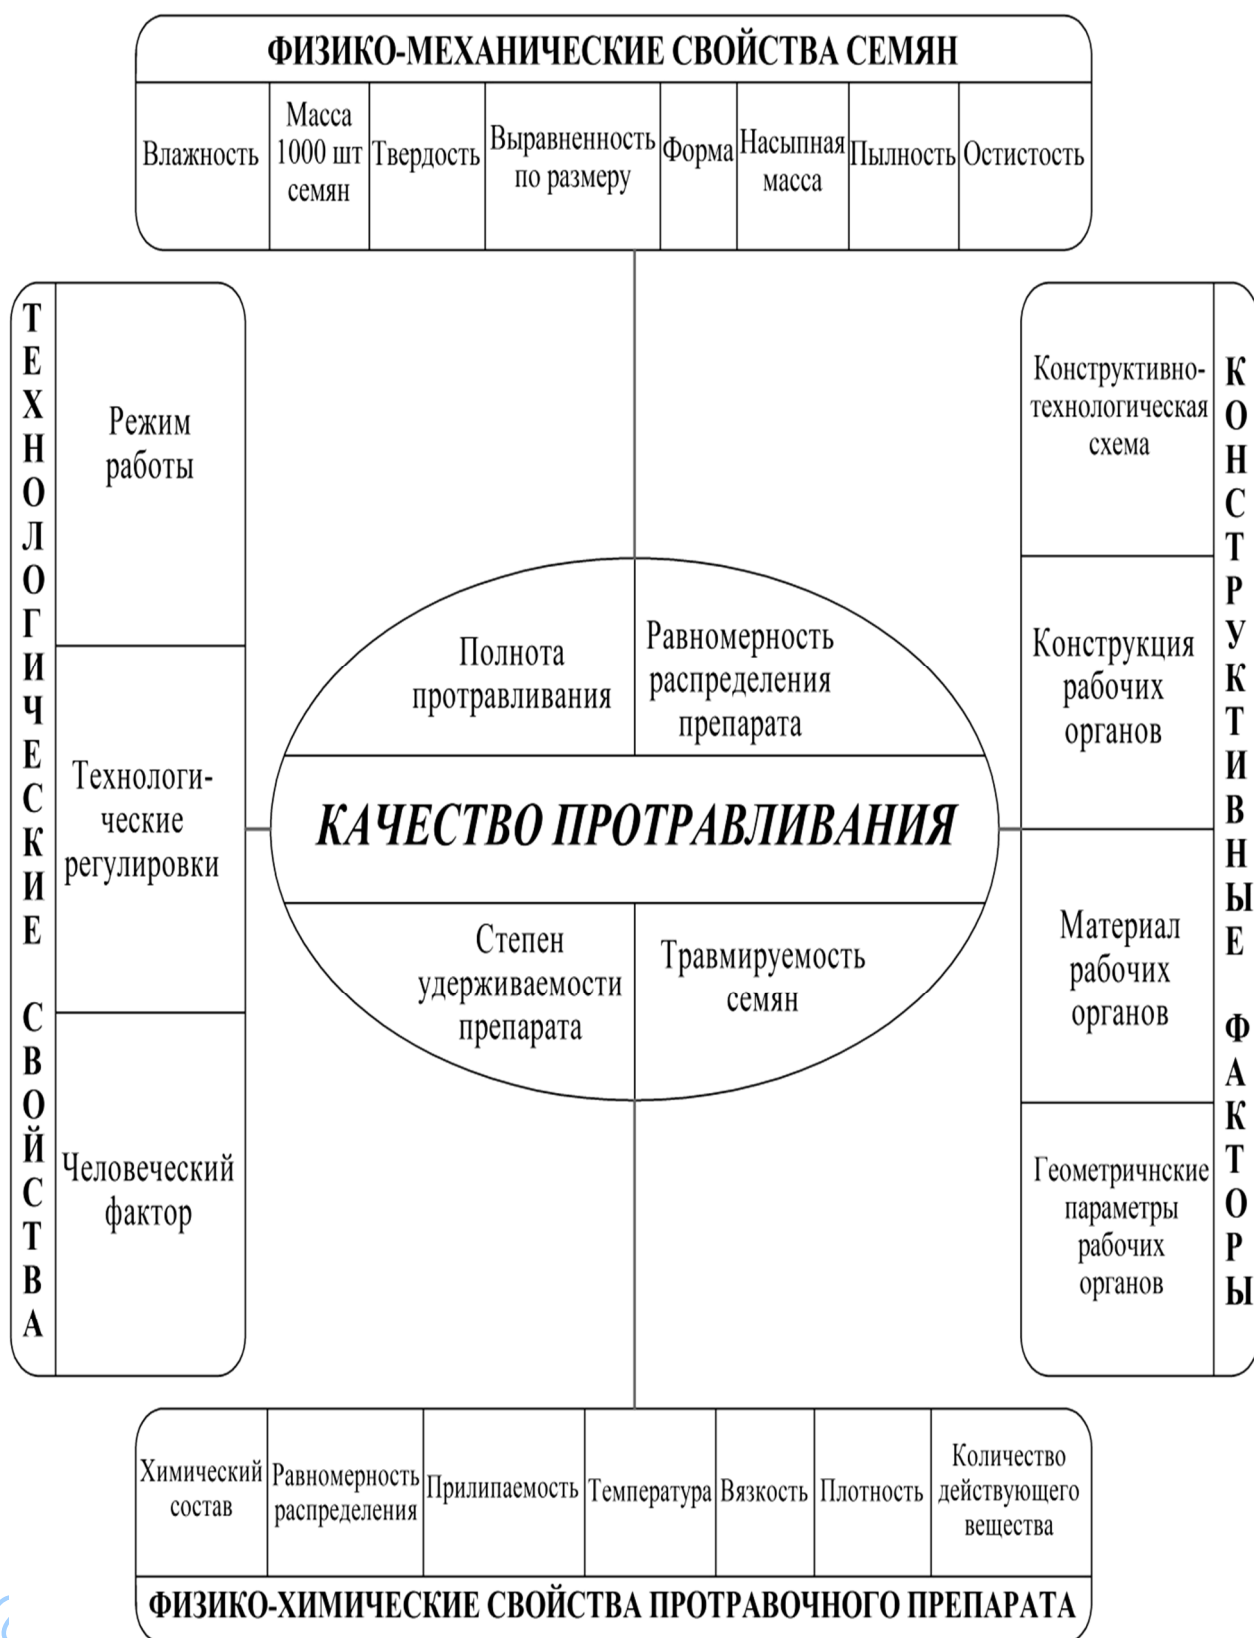 ФИЗИКО-МЕХАНИЧЕСКИЕ СВОЙСТВА СЕМЯН
Влажность
Масса
1000 шт
семян
Твердость
Выравненность
по размеру
Форма
Насыпная
масса
Пылность
Остистость
ТЕХНОЛОГИЧЕСКИЕ СВОЙСТВА
Режим
работы
Технологи-
ческие
регулировки
Человеческий
фактор
Полнота
протравливания
Равномерность
распределения
препарата
КАЧЕСТВО ПРОТРАВЛИВАНИЯ
Степен
удерживаемости
препарата
Травмируемость
семян
Конструктивно-
технологическая
схема
Конструкция
рабочих
органов
Материал
рабочих
органов
Геометричнские
параметры
рабочих
органов
КОНСТРУКТИВНЫЕ ФАКТОРЫ
Химический
состав
Равномерность
распределения
Прилипаемость
Температура
Вязкость
Плотность
Количество
действующего
вещества
ФИЗИКО-ХИМИЧЕСКИЕ СВОЙСТВА ПРОТРАВОЧНОГО ПРЕПАРАТА